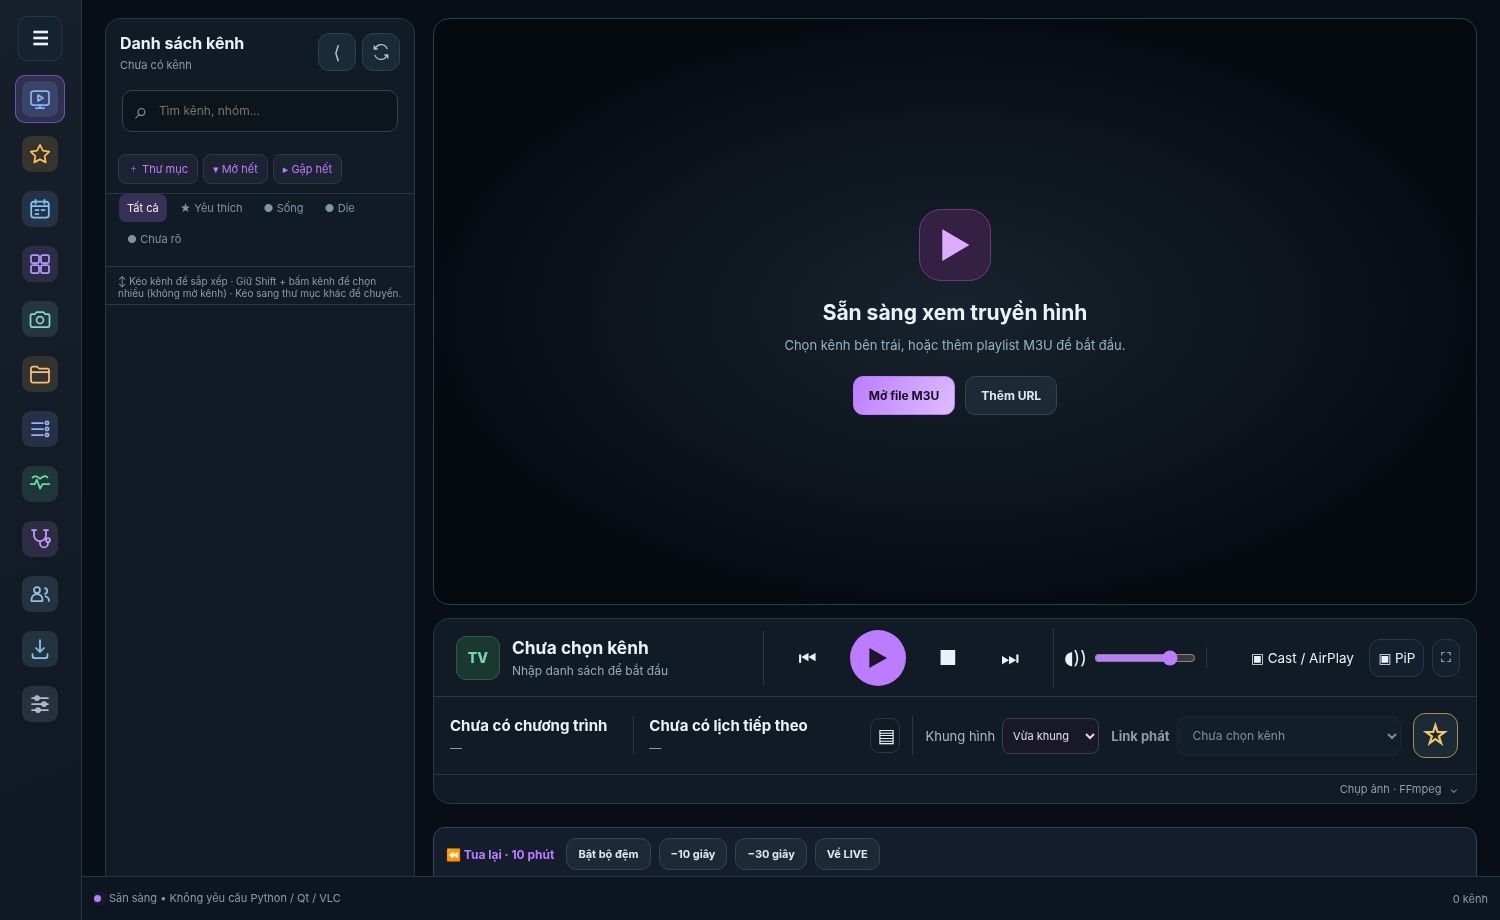 Danh sách kênh
Chưa có kênh
Tìm kênh, nhóm...
+ Thư mục
▾ Mở hết
▸ Gập hết
Tất cả
★ Yêu thích
● Sống
● Die
● Chưa rõ
↕ Kéo kênh để sắp xếp · Giữ Shift + bấm kênh để chọn
nhiều (không mở kênh) · Kéo sang thư mục khác để chuyển.
Sẵn sàng xem truyền hình
Chọn kênh bên trái, hoặc thêm playlist M3U để bắt đầu.
Mở file M3U
Thêm URL
TV
Chưa chọn kênh
Nhập danh sách để bắt đầu
▣ Cast / AirPlay
▣ PiP
Chưa có chương trình
—
Chưa có lịch tiếp theo
—
Khung hình
Vừa khung
Link phát
Chưa chọn kênh
Chụp ảnh · FFmpeg
⏪ Tua lại · 10 phút
Bật bộ đệm
−10 giây
−30 giây
Về LIVE
Sẵn sàng • Không yêu cầu Python / Qt / VLC
0 kênh